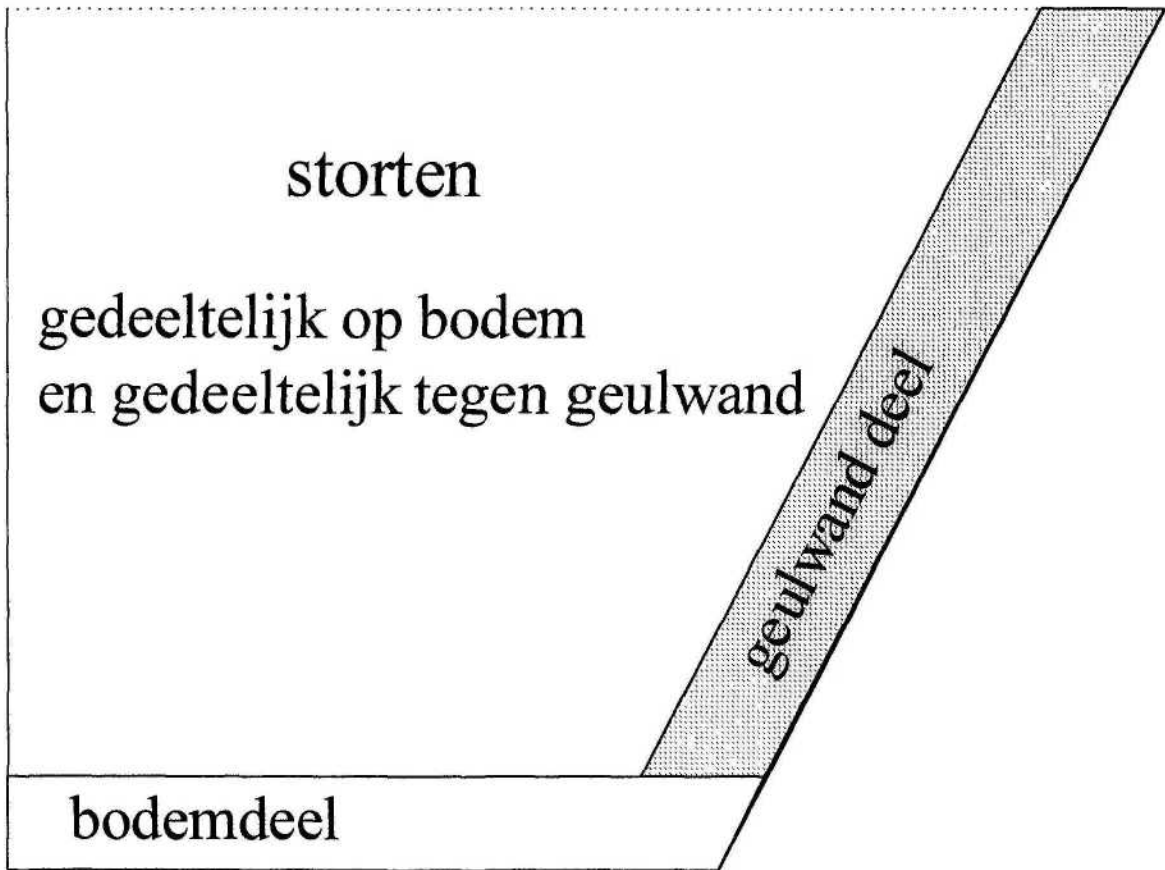 storten
gedeeltelijk op bodem
en gedeeltelijk tegen geulwand
geulwand deel
bodemdeel